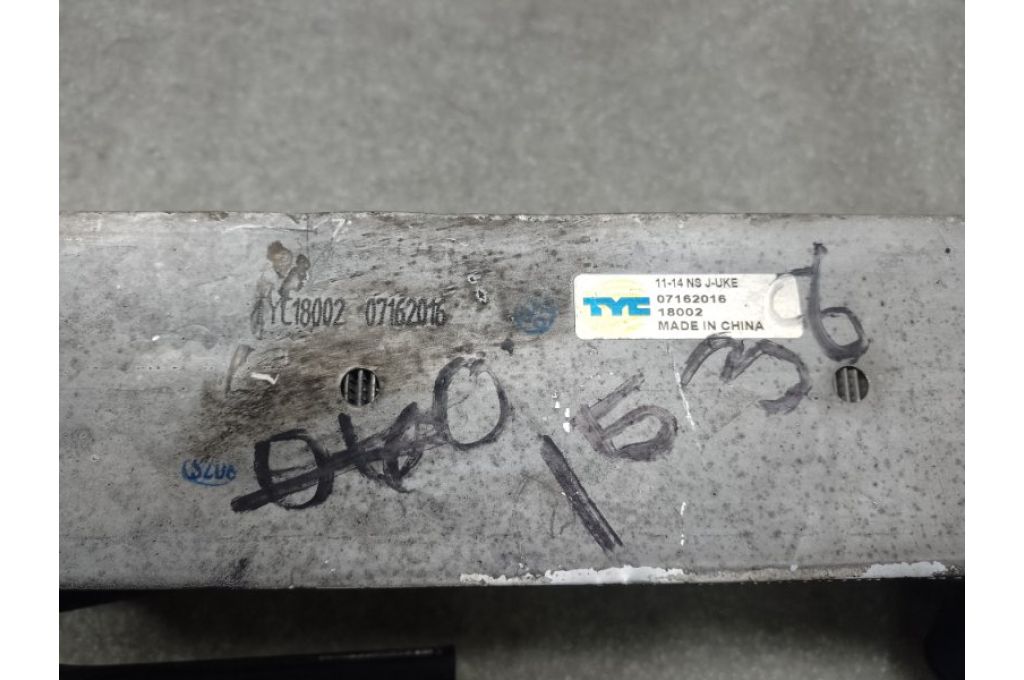 TYC18002 07162016
TYC
11-14 NS J-UKE
07162016
18002
MADE IN CHINA
1536